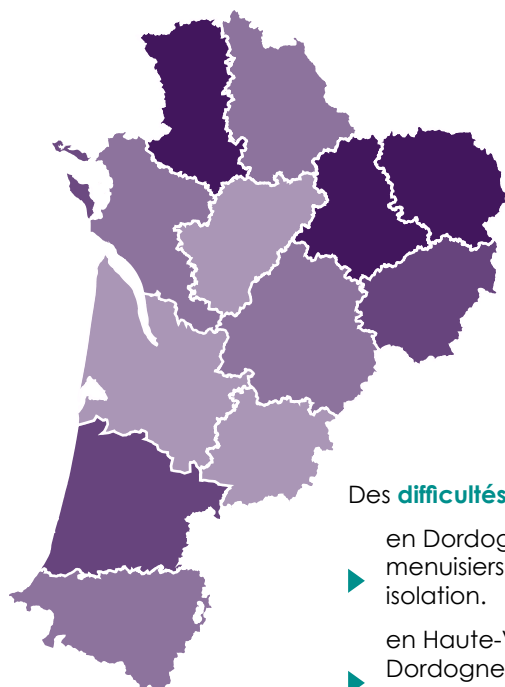 Des difficultés
en Dordog
menuisiers
isolation.
en Haute-V
Dordogne